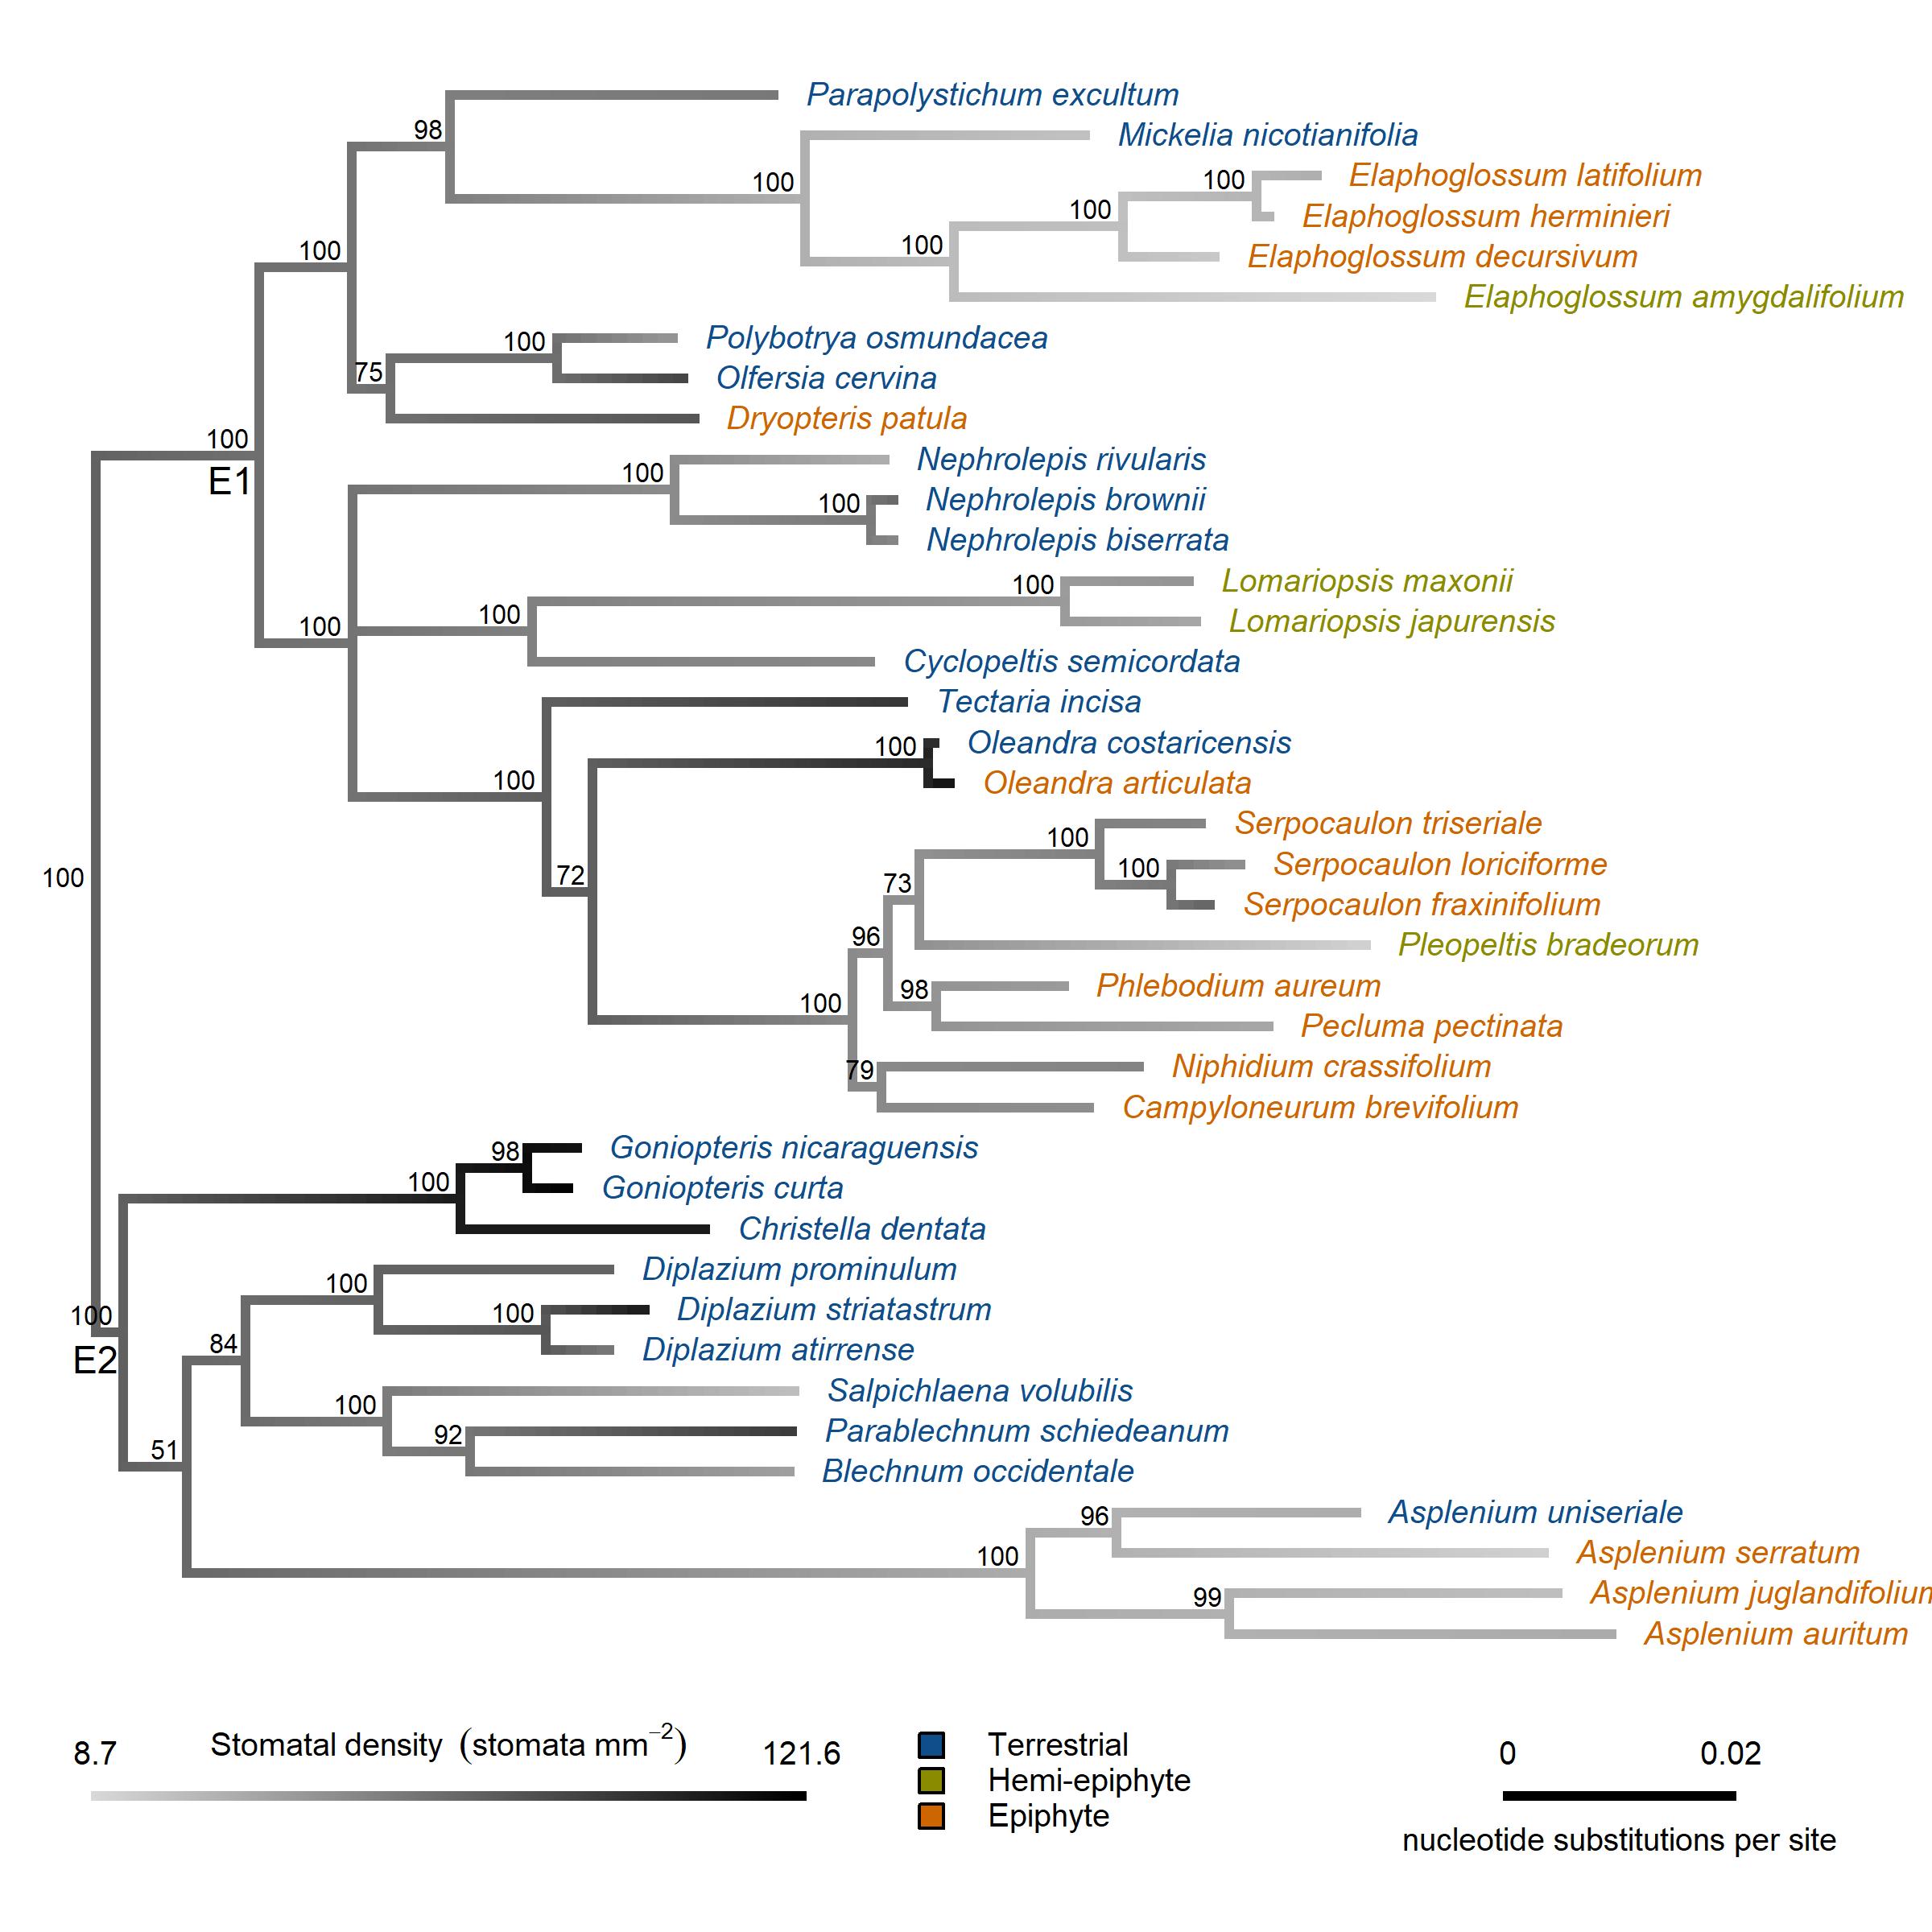 Parapolystichum excultum
98
Mickelia nicotianifolia
100
Elaphoglossum latifolium
100
Elaphoglossum herminieri
100
Elaphoglossum decursivum
100
100
Elaphoglossum amygdalifolium
Polybotrya osmundacea
100
Olfersia cervina
75
Dryopteris patula
100
E1
Nephrolepis rivularis
100
Nephrolepis brownii
100
Nephrolepis biserrata
Lomariopsis maxonii
100
Lomariopsis japurensis
100
100
Cyclopeltis semicordata
Tectaria incisa
Oleandra costaricensis
100
Oleandra articulata
100
Serpocaulon triseriale
100
Serpocaulon loriciforme
100
72
100
73
Serpocaulon fraxinifolium
96
Pleopeltis bradeorum
Phlebodium aureum
98
100
Pecluma pectinata
Niphidium crassifolium
79
Campyloneurum brevifolium
Goniopteris nicaraguensis
98
100
Goniopteris curta
Christella dentata
Diplazium prominulum
100
Diplazium striatastrum
100
100
E2
84
Diplazium atirrense
Salpichlaena volubilis
100
Parablechnum schiedeanum
92
51
Blechnum occidentale
Asplenium uniseriale
96
Asplenium serratum
100
Asplenium juglandifolium
99
Asplenium auritum
8.7 Stomatal density (stomata mm⁻²) 121.6
Terrestrial
Hemi-epiphyte
Epiphyte
0 0.02
nucleotide substitutions per site